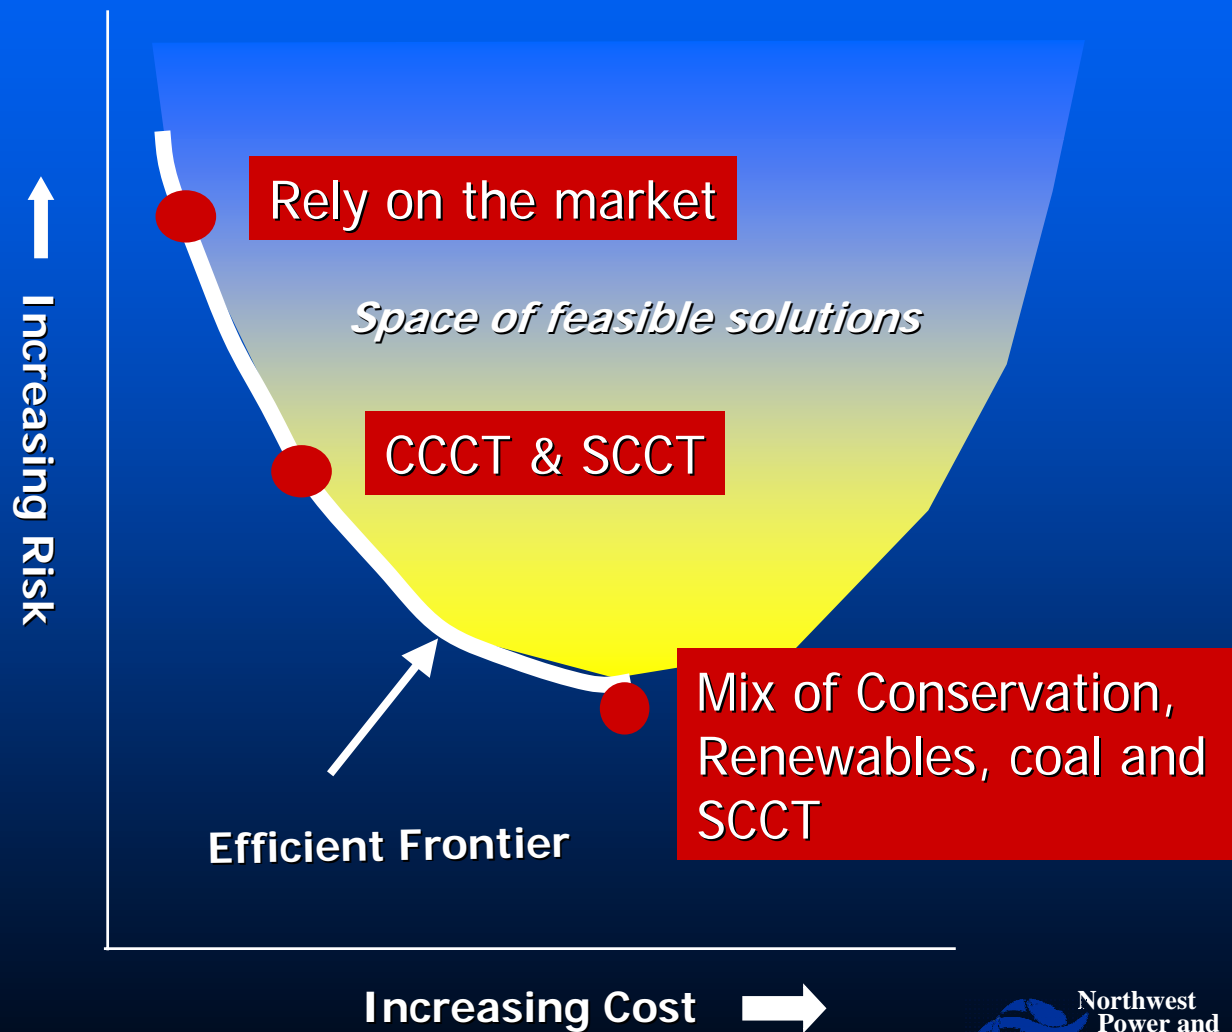 Increasing Risk
Rely on the market
Space of feasible solutions
CCCT & SCCT
Mix of Conservation,
Renewables, coal and
SCCT
Efficient Frontier
Increasing Cost
Northwest
Power and